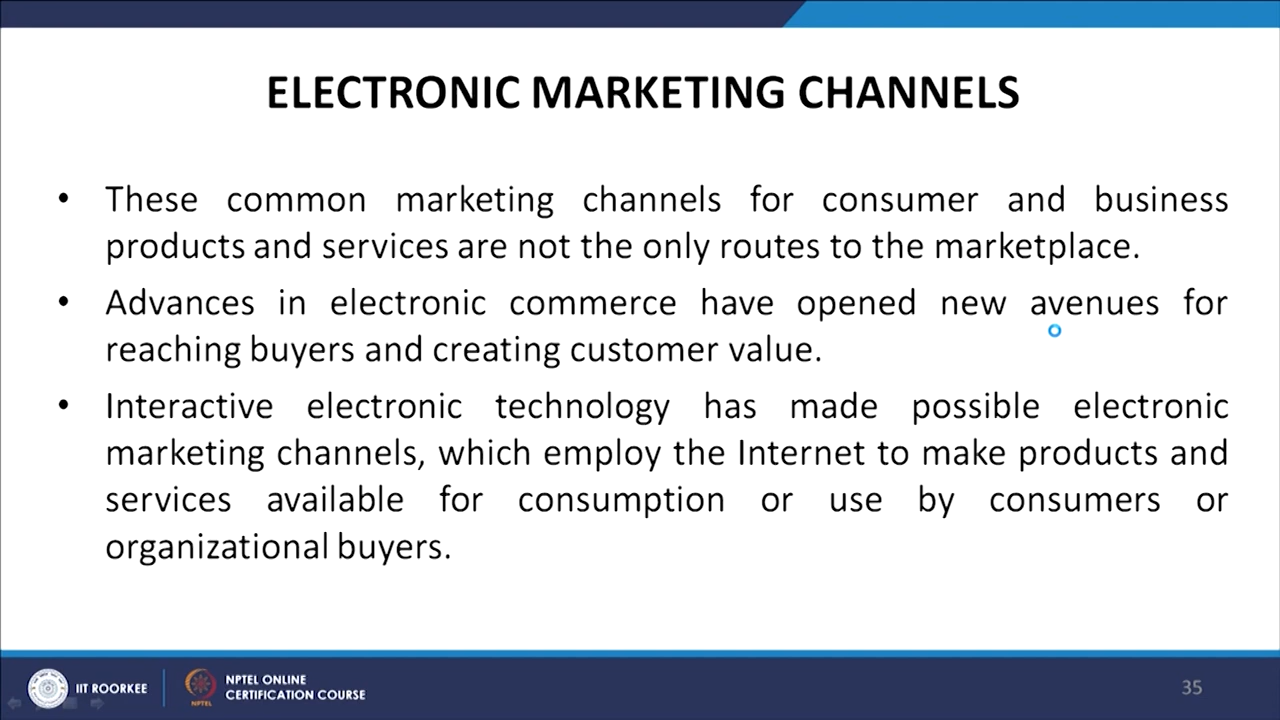 ELECTRONIC MARKETING CHANNELS
• These common marketing channels for consumer and business
products and services are not the only routes to the marketplace.
• Advances in electronic commerce have opened new avenues for
reaching buyers and creating customer value.
• Interactive electronic technology has made possible electronic
marketing channels, which employ the Internet to make products and
services available for consumption or use by consumers or
organizational buyers.
IIT ROORKEE
NPTEL
NPTEL ONLINE
CERTIFICATION COURSE
35